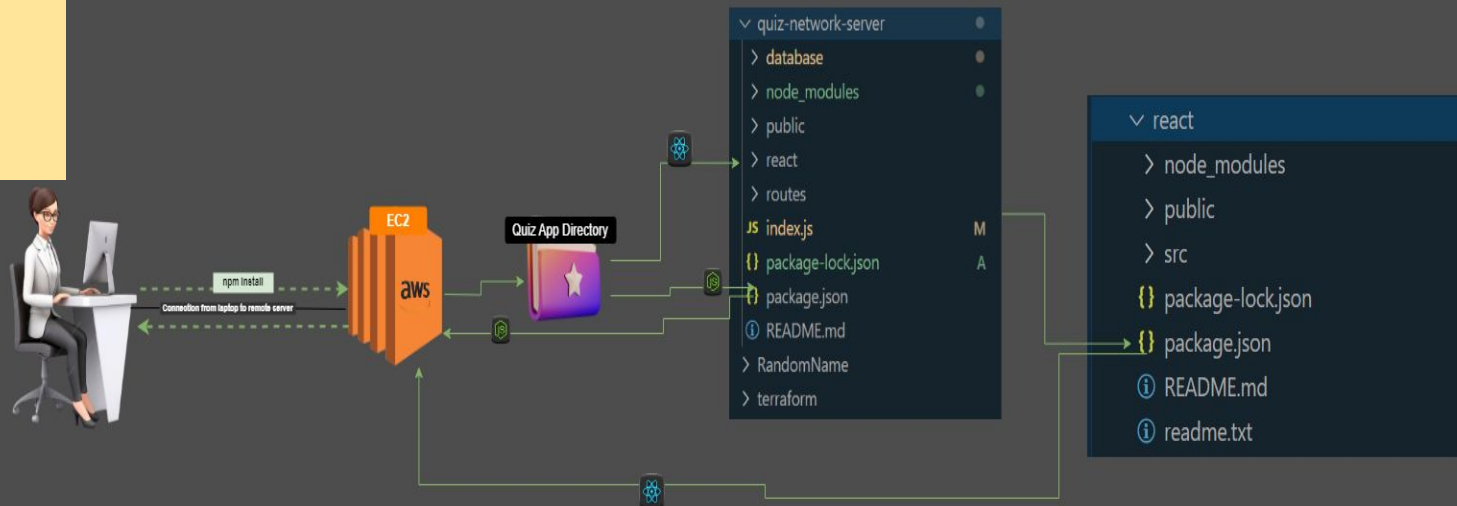 npm install
Connection from laptop to remote server
EC2
aws
Quiz App Directory
JS
JS
quiz-network-server
database
node_modules
public
react
routes
JS index.js M
{} package-lock.json A
{} package.json
README.md
RandomName
terraform
react
node_modules
public
src
{} package-lock.json
{} package.json
README.md
readme.txt